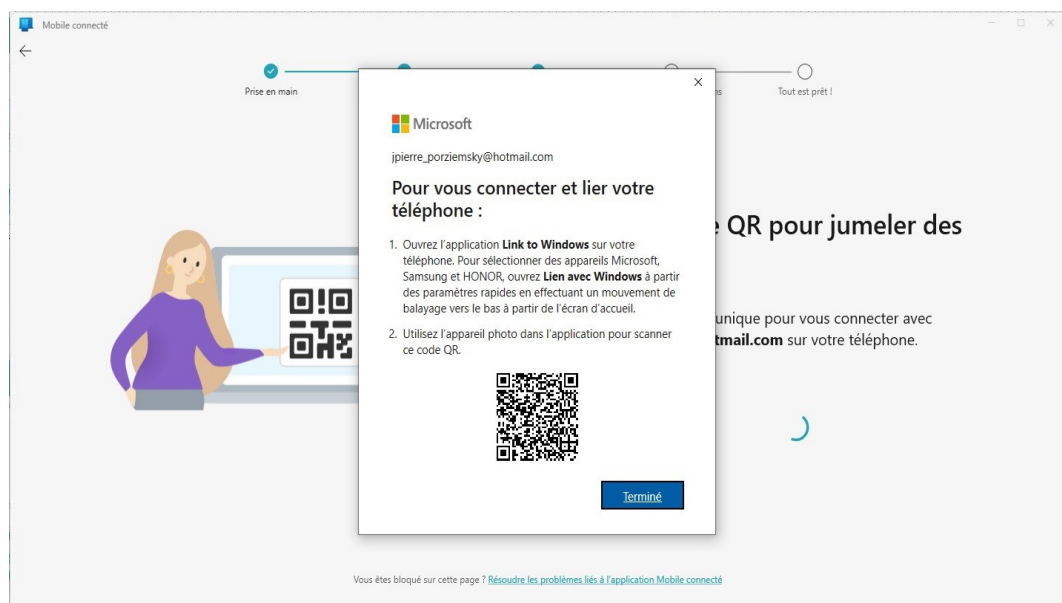 Mobile connecté
Prise en main
ns
Tout est prêt !
Microsoft
jpierre_porziemsky@hotmail.com
Pour vous connecter et lier votre
téléphone :
1. Ouvrez l'application Link to Windows sur votre
téléphone. Pour sélectionner des appareils Microsoft,
Samsung et HONOR, ouvrez Lien avec Windows à partir
des paramètres rapides en effectuant un mouvement de
balayage vers le bas à partir de l'écran d'accueil.
2. Utilisez l'appareil photo dans l'application pour scanner
ce code QR.
Terminé
QR pour jumeler des
unique pour vous connecter avec
tmail.com sur votre téléphone.
Vous êtes bloqué sur cette page ? Résoudre les problèmes liés à l'application Mobile connecté